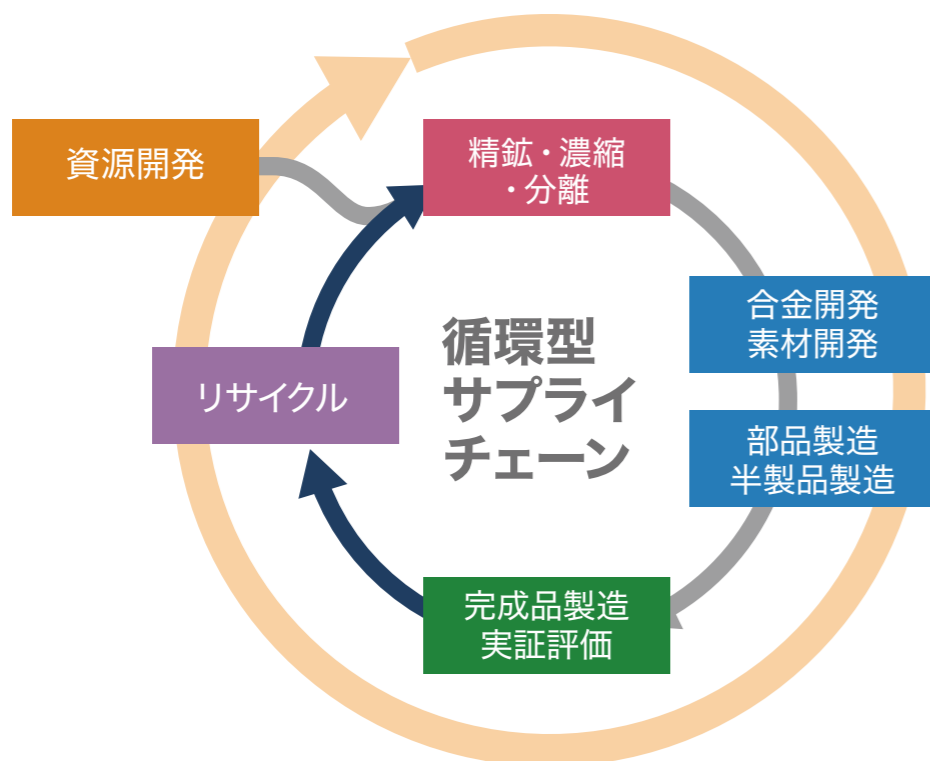 資源開発
精鉱・濃縮
・分離
合金開発
素材開発
循環型
サプライ
チェーン
リサイクル
部品製造
半製品製造
完成品製造
実証評価